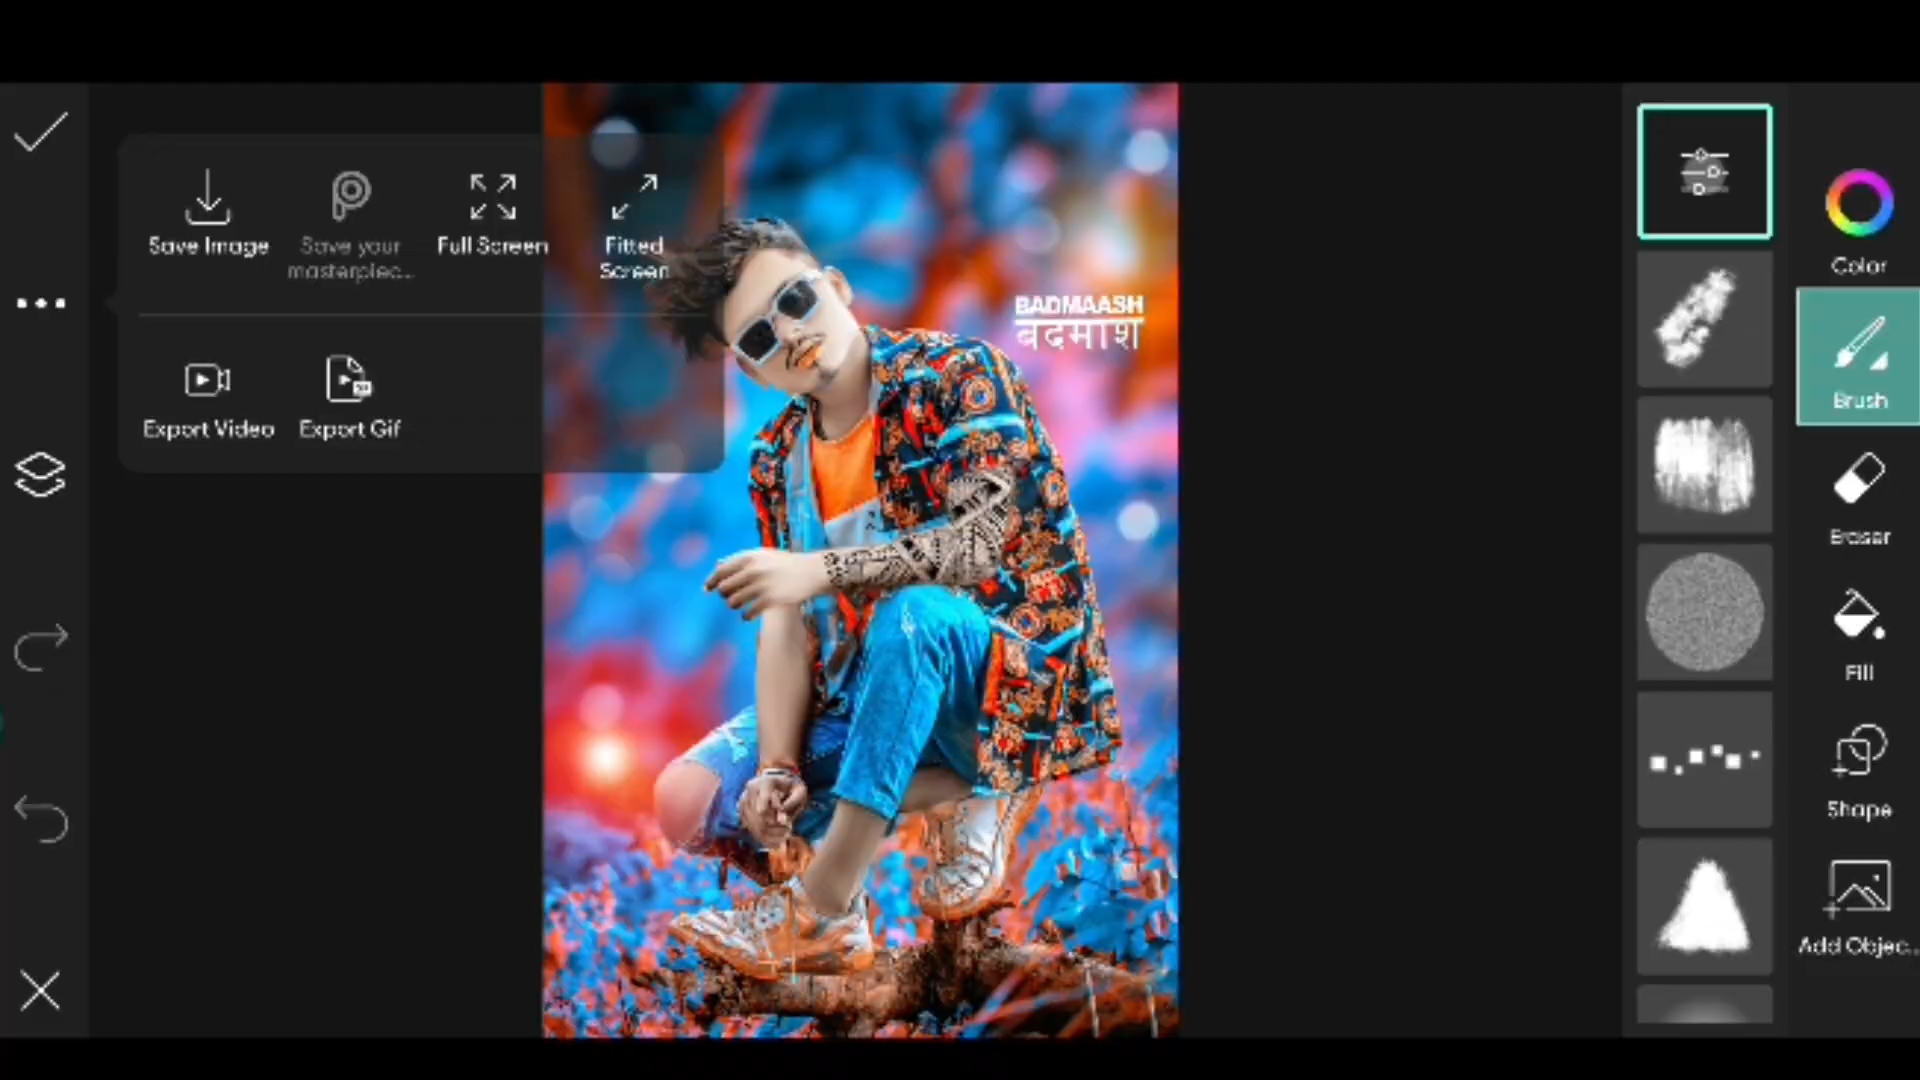 Save Image
Save your
masterpiec...
Full Screen
Fitted
Screen
Export Video
Export Gif
BADMAASH
बदमाश
Color
Brush
Eraser
Fill
Shape
Add Objec...